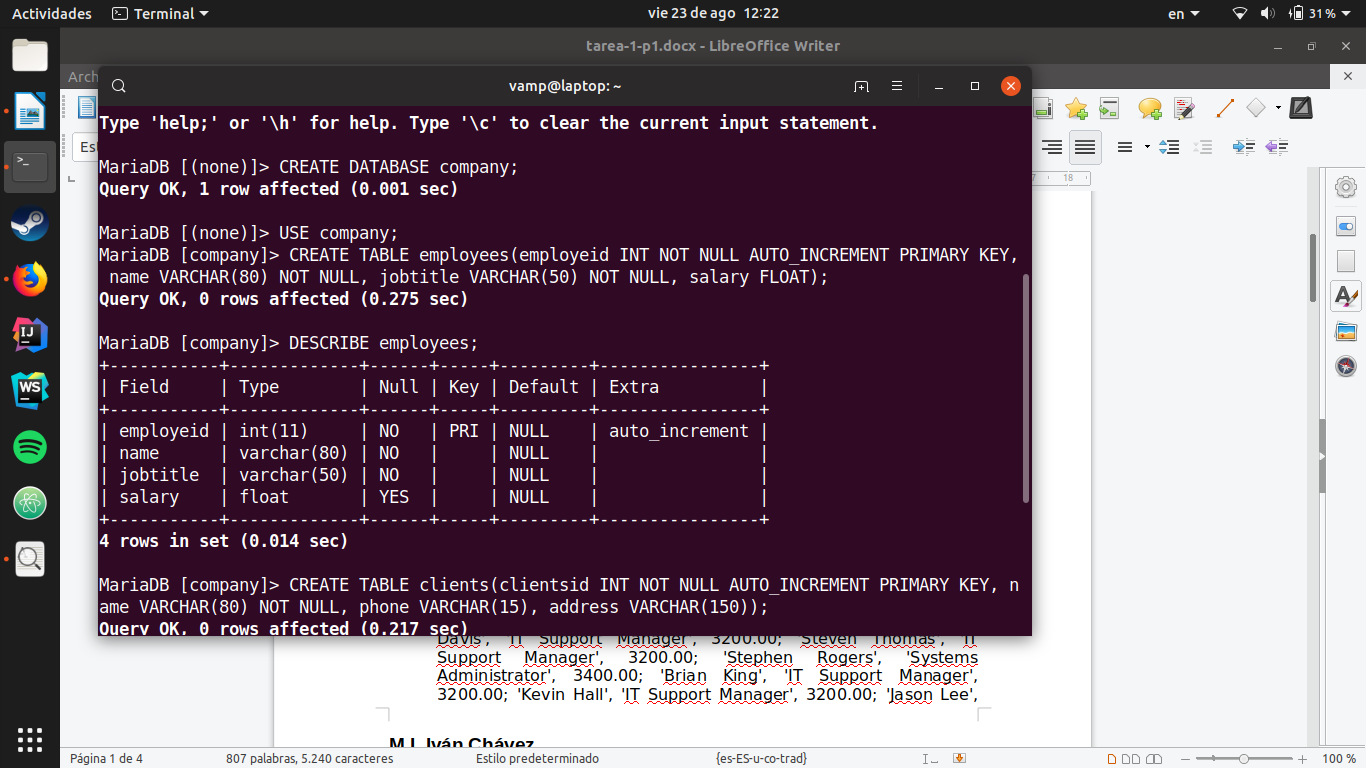 Actividades
Terminal
vie 23 de ago 12:22
en
31 %
tarea-1-p1.docx - LibreOffice Writer
Arch
vamp@laptop: ~
Est
Type 'help;' or '\h' for help. Type '\c' to clear the current input statement.
MariaDB [(none)]> CREATE DATABASE company;
Query OK, 1 row affected (0.001 sec)
MariaDB [(none)]> USE company;
MariaDB [company]> CREATE TABLE employees(employeid INT NOT NULL AUTO_INCREMENT PRIMARY KEY,
name VARCHAR(80) NOT NULL, jobtitle VARCHAR(50) NOT NULL, salary FLOAT);
Query OK, 0 rows affected (0.275 sec)
MariaDB [company]> DESCRIBE employees;
+-----------+-------------+------+-----+---------+----------------+
| Field     | Type        | Null | Key | Default | Extra          |
+-----------+-------------+------+-----+---------+----------------+
| employeid | int(11)     | NO   | PRI | NULL    | auto_increment |
| name      | varchar(80) | NO   |     | NULL    |                |
| jobtitle  | varchar(50) | NO   |     | NULL    |                |
| salary    | float       | YES  |     | NULL    |                |
+-----------+-------------+------+-----+---------+----------------+
4 rows in set (0.014 sec)
MariaDB [company]> CREATE TABLE clients(clientsid INT NOT NULL AUTO_INCREMENT PRIMARY KEY, n
ame VARCHAR(80) NOT NULL, phone VARCHAR(15), address VARCHAR(150));
Query OK, 0 rows affected (0.217 sec)
17 18
IJ
WS
>_
Davis', 'IT Support Manager', 3200.00; 'Steven Thomas', 'IT
Support Manager', 3200.00; 'Stephen Rogers', 'Systems
Administrator', 3400.00; 'Brian King', 'IT Support Manager',
3200.00; 'Kevin Hall', 'IT Support Manager', 3200.00; 'Jason Lee',
M.I. Iván Chávez
Página 1 de 4
807 palabras, 5.240 caracteres
Estilo predeterminado
{es-ES-u-co-trad}
100 %